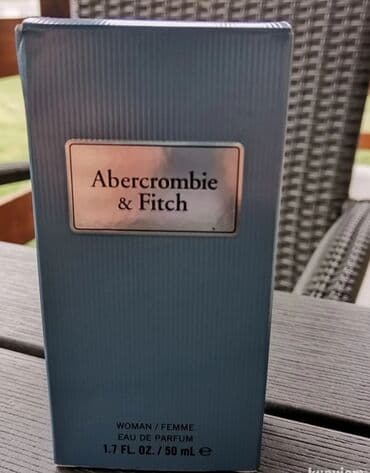 Abercrombie
& Fitch
WOMAN / FEMME
EAU DE PARFUM
1.7 FL. OZ. / 50 mL ℮